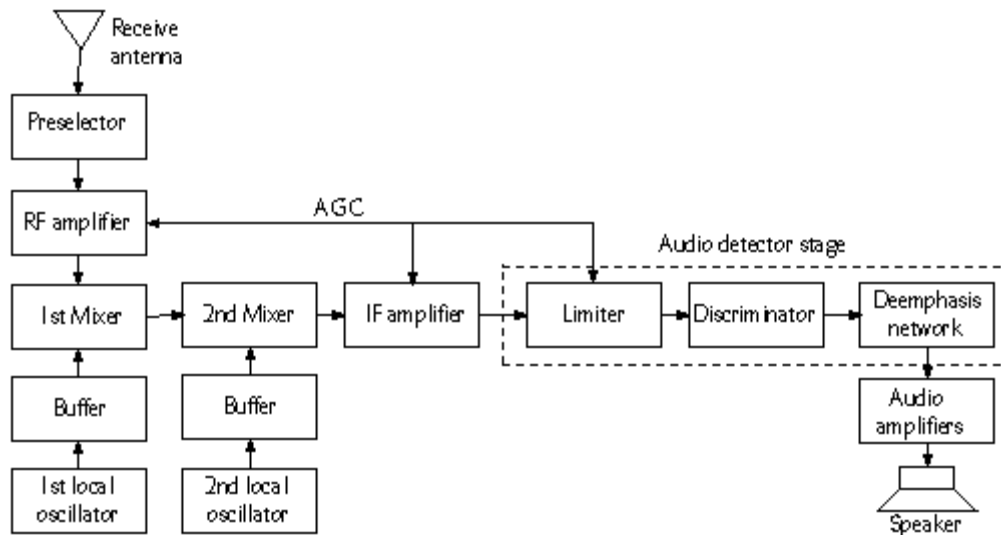 Receive
antenna
Preselector
RF amplifier
AGC
Audio detector stage
1st Mixer
2nd Mixer
IF amplifier
Limiter
Discriminator
Deemphasis
network
Buffer
Buffer
Audio
amplifiers
1st local
oscillator
2nd local
oscillator
Speaker